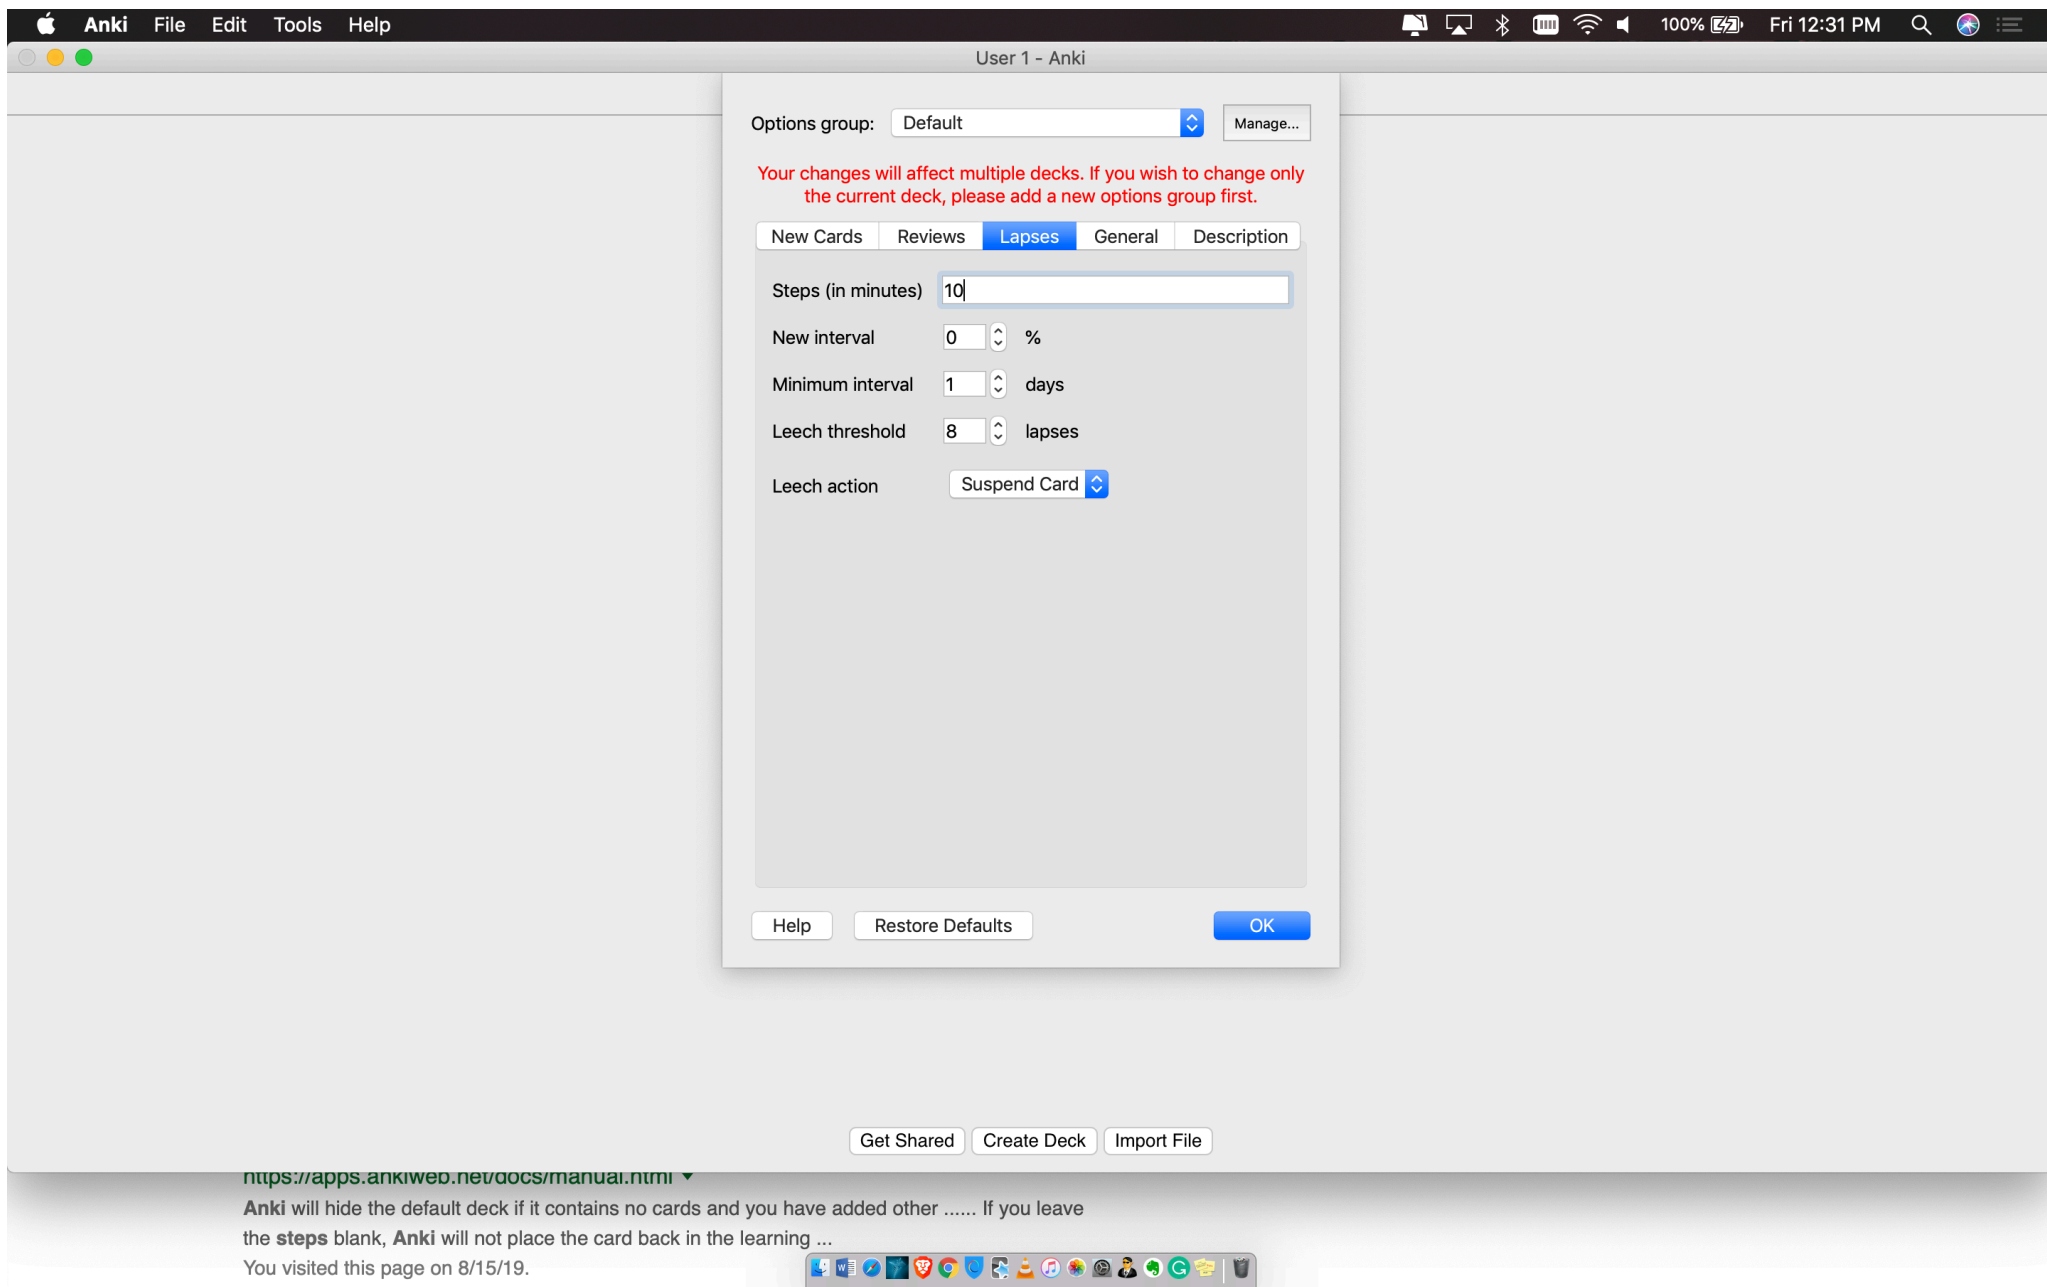 Anki File Edit Tools Help 100% Fri 12:31 PM
User 1 - Anki
Options group: Default Manage...
Your changes will affect multiple decks. If you wish to change only
the current deck, please add a new options group first.
New Cards Reviews Lapses General Description
Steps (in minutes) 10
New interval 0 %
Minimum interval 1 days
Leech threshold 8 lapses
Leech action Suspend Card
Help Restore Defaults OK
Get Shared Create Deck Import File
https://apps.ankiweb.net/docs/manual.html
Anki will hide the default deck if it contains no cards and you have added other ...... If you leave
the steps blank, Anki will not place the card back in the learning ...
You visited this page on 8/15/19.